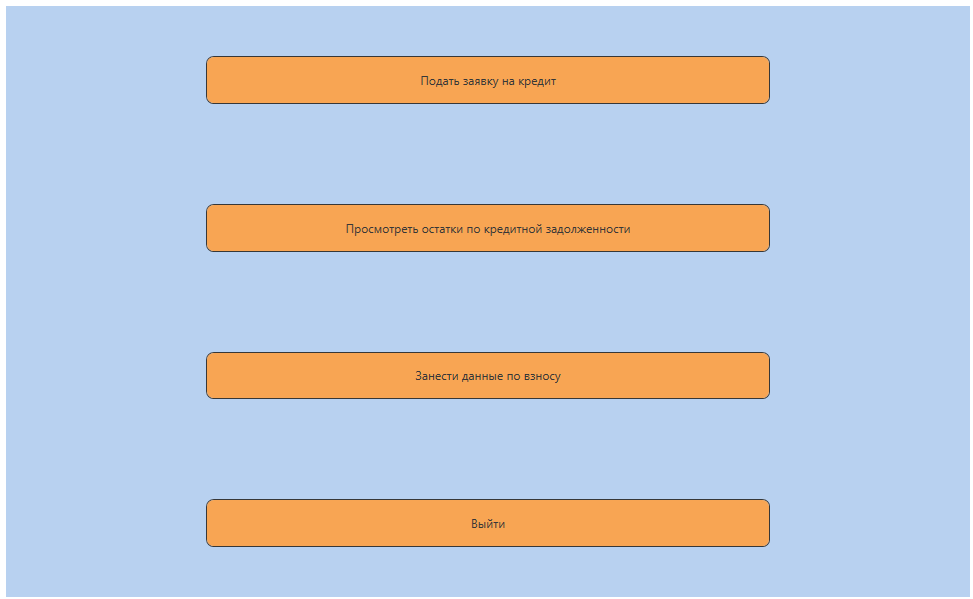 Подать заявку на кредит
Просмотреть остатки по кредитной задолженности
Занести данные по взносу
Выйти